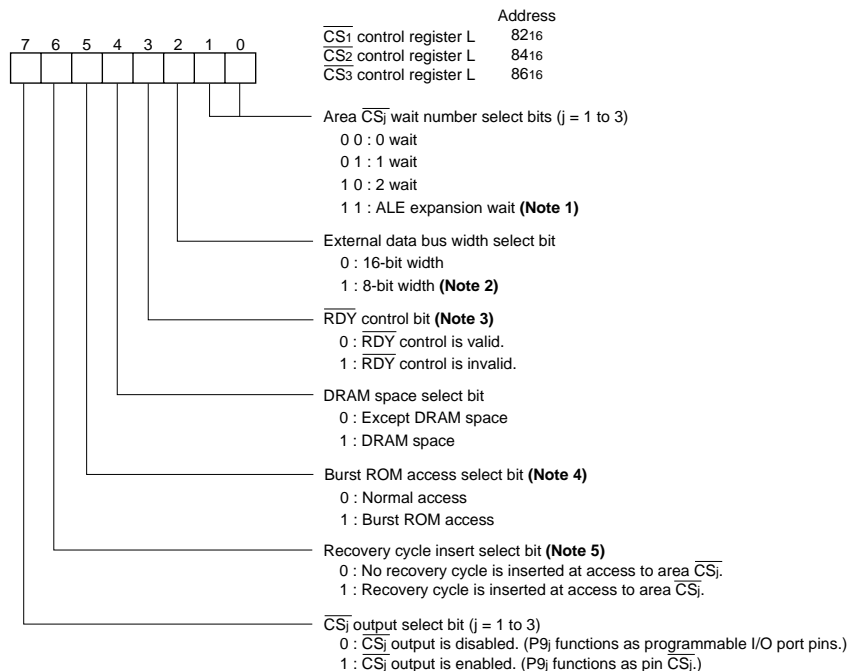 Address
CS1 control register L 8216
CS2 control register L 8416
CS3 control register L 8616
7 6 5 4 3 2 1 0
Area CSj wait number select bits (j = 1 to 3)
0 0 : 0 wait
0 1 : 1 wait
1 0 : 2 wait
1 1 : ALE expansion wait (Note 1)
External data bus width select bit
0 : 16-bit width
1 : 8-bit width (Note 2)
RDY control bit (Note 3)
0 : RDY control is valid.
1 : RDY control is invalid.
DRAM space select bit
0 : Except DRAM space
1 : DRAM space
Burst ROM access select bit (Note 4)
0 : Normal access
1 : Burst ROM access
Recovery cycle insert select bit (Note 5)
0 : No recovery cycle is inserted at access to area CSj.
1 : Recovery cycle is inserted at access to area CSj.
CSj output select bit (j = 1 to 3)
0 : CSj output is disabled. (P9j functions as programmable I/O port pins.)
1 : CSj output is enabled. (P9j functions as pin CSj.)